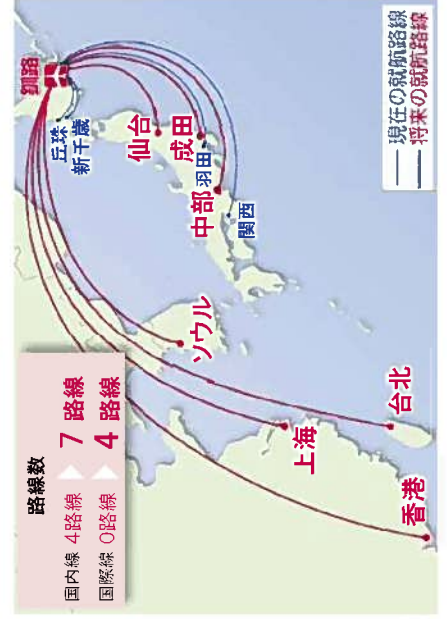 路線数
国内線 4路線 ▶ 7 路線
国際線 0路線 ▶ 4 路線
釧路
丘珠
新千歳
仙台
成田
羽田
中部
関西
ソウル
上海
台北
香港
現在の就航路線
将来の就航路線